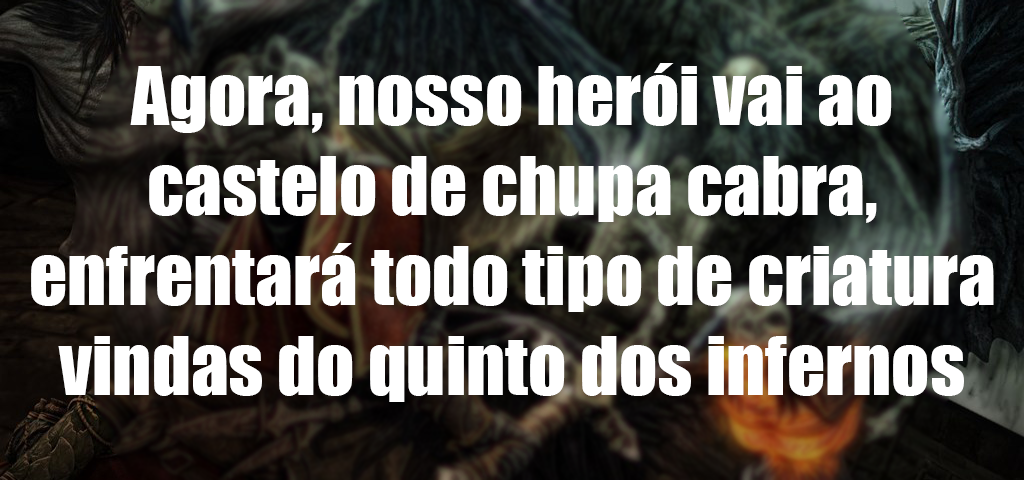 Agora, nosso herói vai ao
castelo de chupa cabra,
enfrentará todo tipo de criatura
vindas do quinto dos infernos